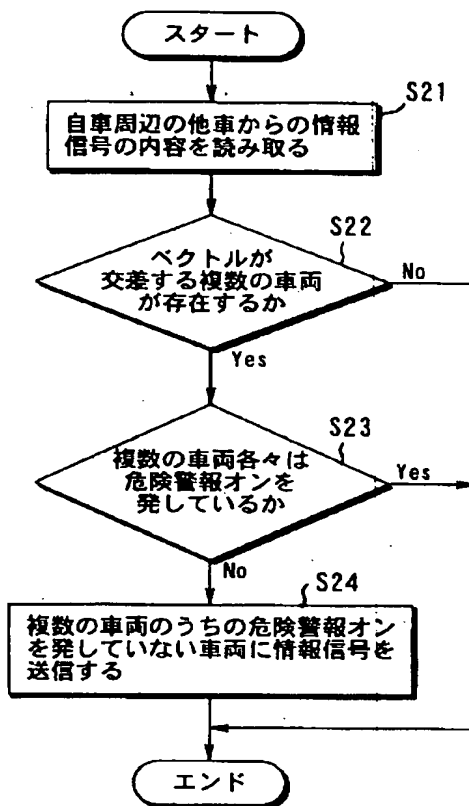 スタート
S21
自車周辺の他車からの情報
信号の内容を読み取る
S22
ベクトルが
交差する複数の車両
が存在するか
No
Yes
S23
複数の車両各々は
危険警報オンを
発しているか
Yes
No
S24
複数の車両のうちの危険警報オン
を発していない車両に情報信号を
送信する
エンド